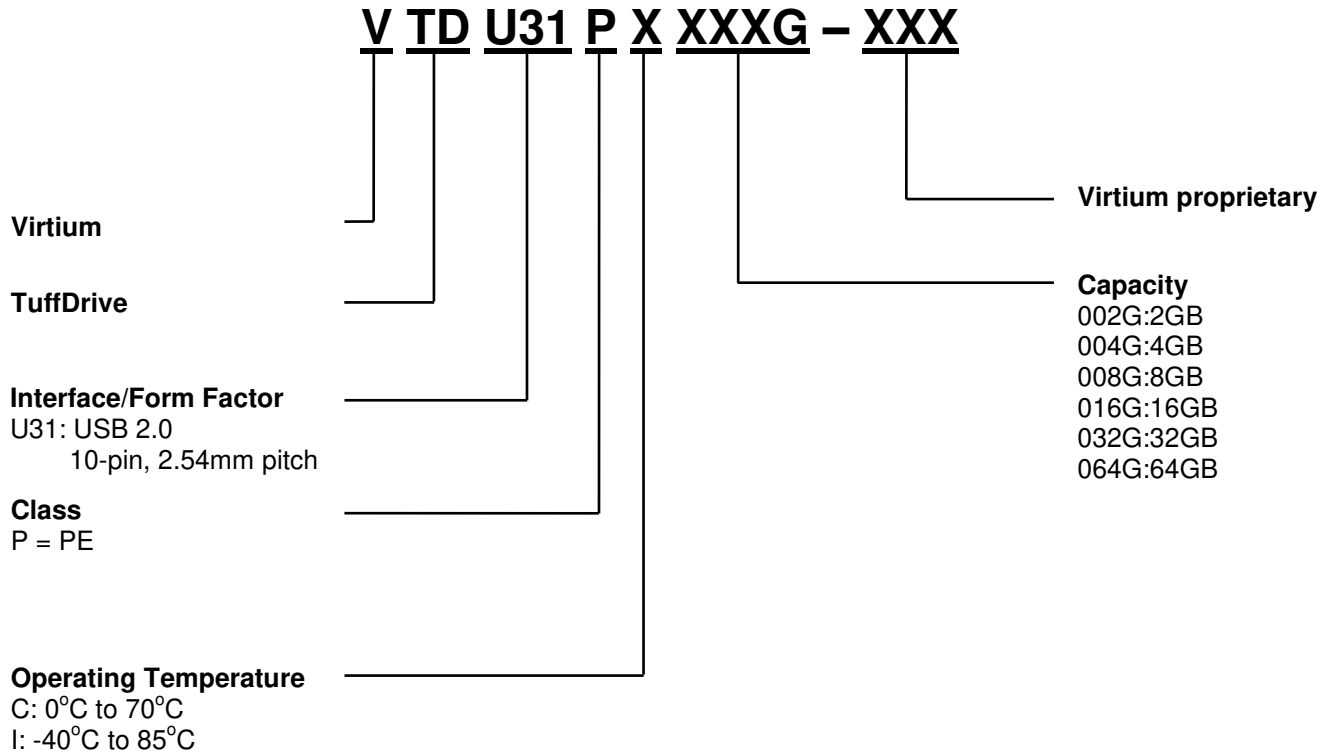 V TD U31 P X XXXG – XXX
Virtium
TuffDrive
Interface/Form Factor
U31: USB 2.0
10-pin, 2.54mm pitch
Class
P = PE
Operating Temperature
C: 0°C to 70°C
I: -40°C to 85°C
Virtium proprietary
Capacity
002G:2GB
004G:4GB
008G:8GB
016G:16GB
032G:32GB
064G:64GB